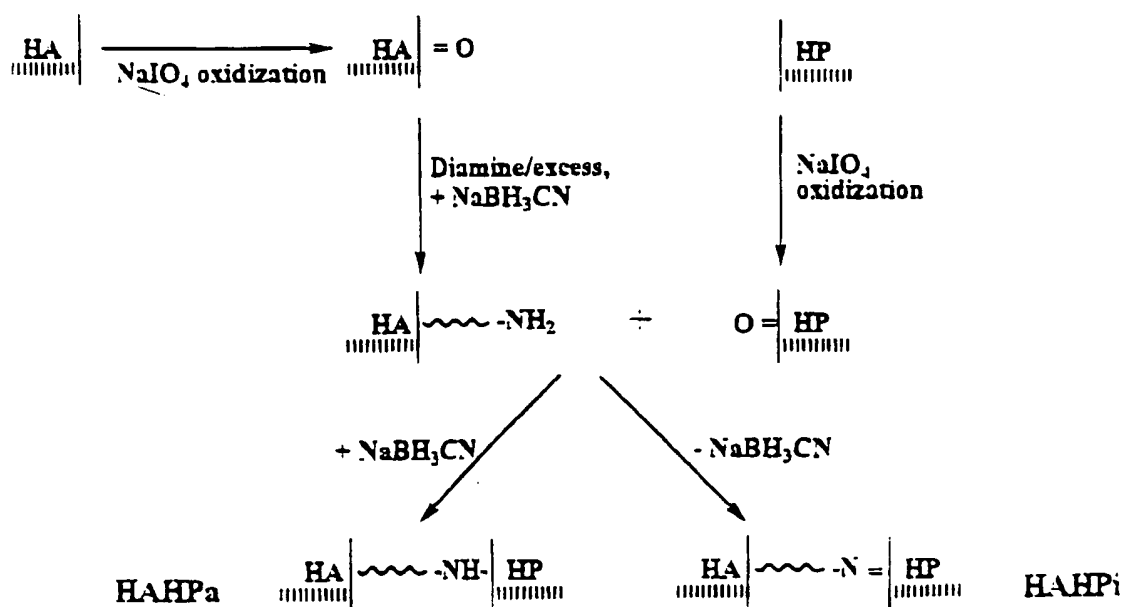 HA
NaIO4 oxidization
HA = O
HP
Diamine/excess,
+ NaBH3CN
NaIO4
oxidization
HA -NH2 + O = HP
+ NaBH3CN - NaBH3CN
HAHPa HA -NH- HP HA -N = HP HAHPi